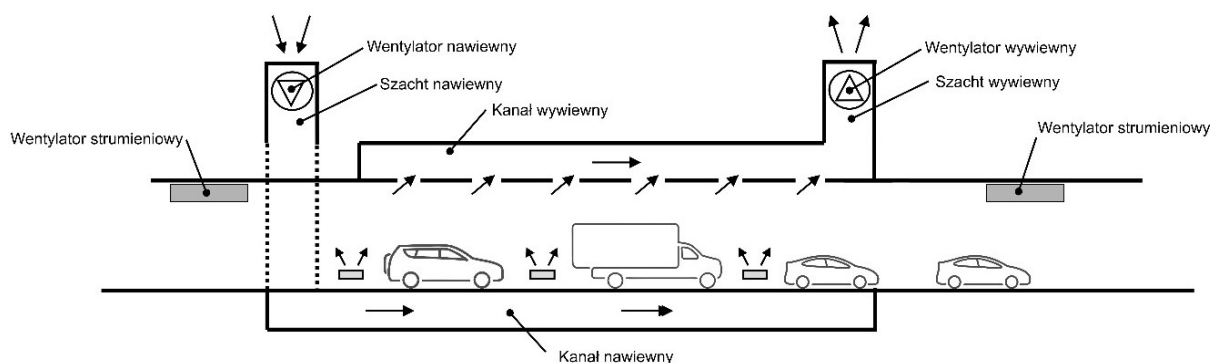 Wentylator nawiewny
Szacht nawiewny
Kanał wywiewny
Wentylator wywiewny
Szacht wywiewny
Wentylator strumieniowy
Wentylator strumieniowy
Kanał nawiewny